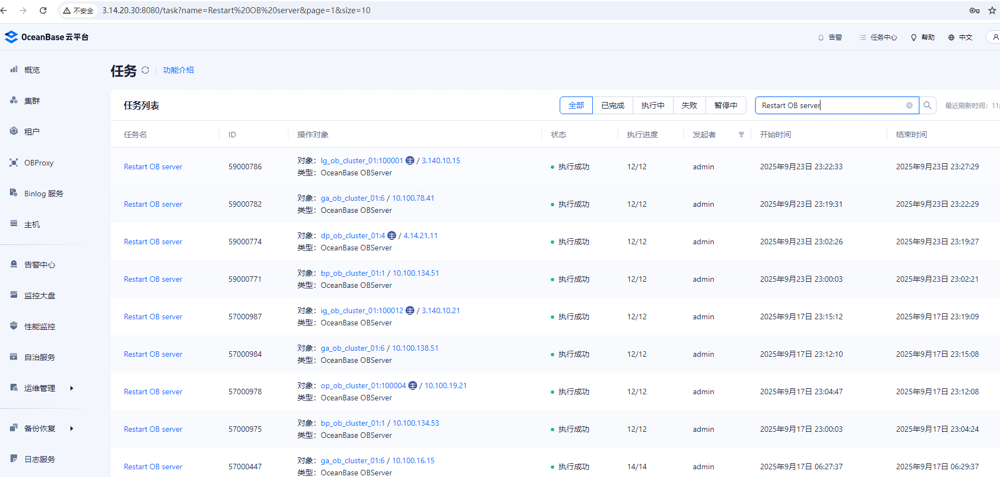 不安全 3.14.20.30:8080/task?name=Restart%20OB%20server&page=1&size=10
OceanBase 云平台
告警 任务中心 帮助 中文
概览
集群
租户
OBProxy
Binlog 服务
主机
告警中心
监控大盘
性能监控
自治服务
运维管理
备份恢复
日志服务
任务 功能介绍
任务列表 全部 已完成 执行中 失败 暂停中 Restart OB server 最近刷新时间: 11:
任务名 ID 操作对象 状态 执行进度 发起者 开始时间 结束时间
Restart OB server 59000786 对象: lg_ob_cluster_01:100001 主 / 3.140.10.15 执行成功 12/12 admin 2025年9月23日 23:22:33 2025年9月23日 23:27:29
类型: OceanBase OBServer
Restart OB server 59000782 对象: ga_ob_cluster_01:6 / 10.100.78.41 执行成功 12/12 admin 2025年9月23日 23:19:31 2025年9月23日 23:22:29
类型: OceanBase OBServer
Restart OB server 59000774 对象: dp_ob_cluster_01:4 主 / 4.14.21.11 执行成功 12/12 admin 2025年9月23日 23:02:26 2025年9月23日 23:19:27
类型: OceanBase OBServer
Restart OB server 59000771 对象: bp_ob_cluster_01:1 / 10.100.134.51 执行成功 12/12 admin 2025年9月23日 23:00:03 2025年9月23日 23:02:21
类型: OceanBase OBServer
Restart OB server 57000987 对象: ig_ob_cluster_01:100012 主 / 3.140.10.21 执行成功 12/12 admin 2025年9月17日 23:15:12 2025年9月17日 23:19:09
类型: OceanBase OBServer
Restart OB server 57000984 对象: ga_ob_cluster_01:6 / 10.100.138.51 执行成功 12/12 admin 2025年9月17日 23:12:10 2025年9月17日 23:15:08
类型: OceanBase OBServer
Restart OB server 57000978 对象: op_ob_cluster_01:100004 主 / 10.100.19.21 执行成功 12/12 admin 2025年9月17日 23:04:47 2025年9月17日 23:12:08
类型: OceanBase OBServer
Restart OB server 57000975 对象: bp_ob_cluster_01:1 / 10.100.134.53 执行成功 12/12 admin 2025年9月17日 23:00:03 2025年9月17日 23:04:24
类型: OceanBase OBServer
Restart OB server 57000447 对象: ga_ob_cluster_01:6 / 10.100.16.15 执行成功 14/14 admin 2025年9月17日 06:27:37 2025年9月17日 06:29:37
类型: OceanBase OBServer